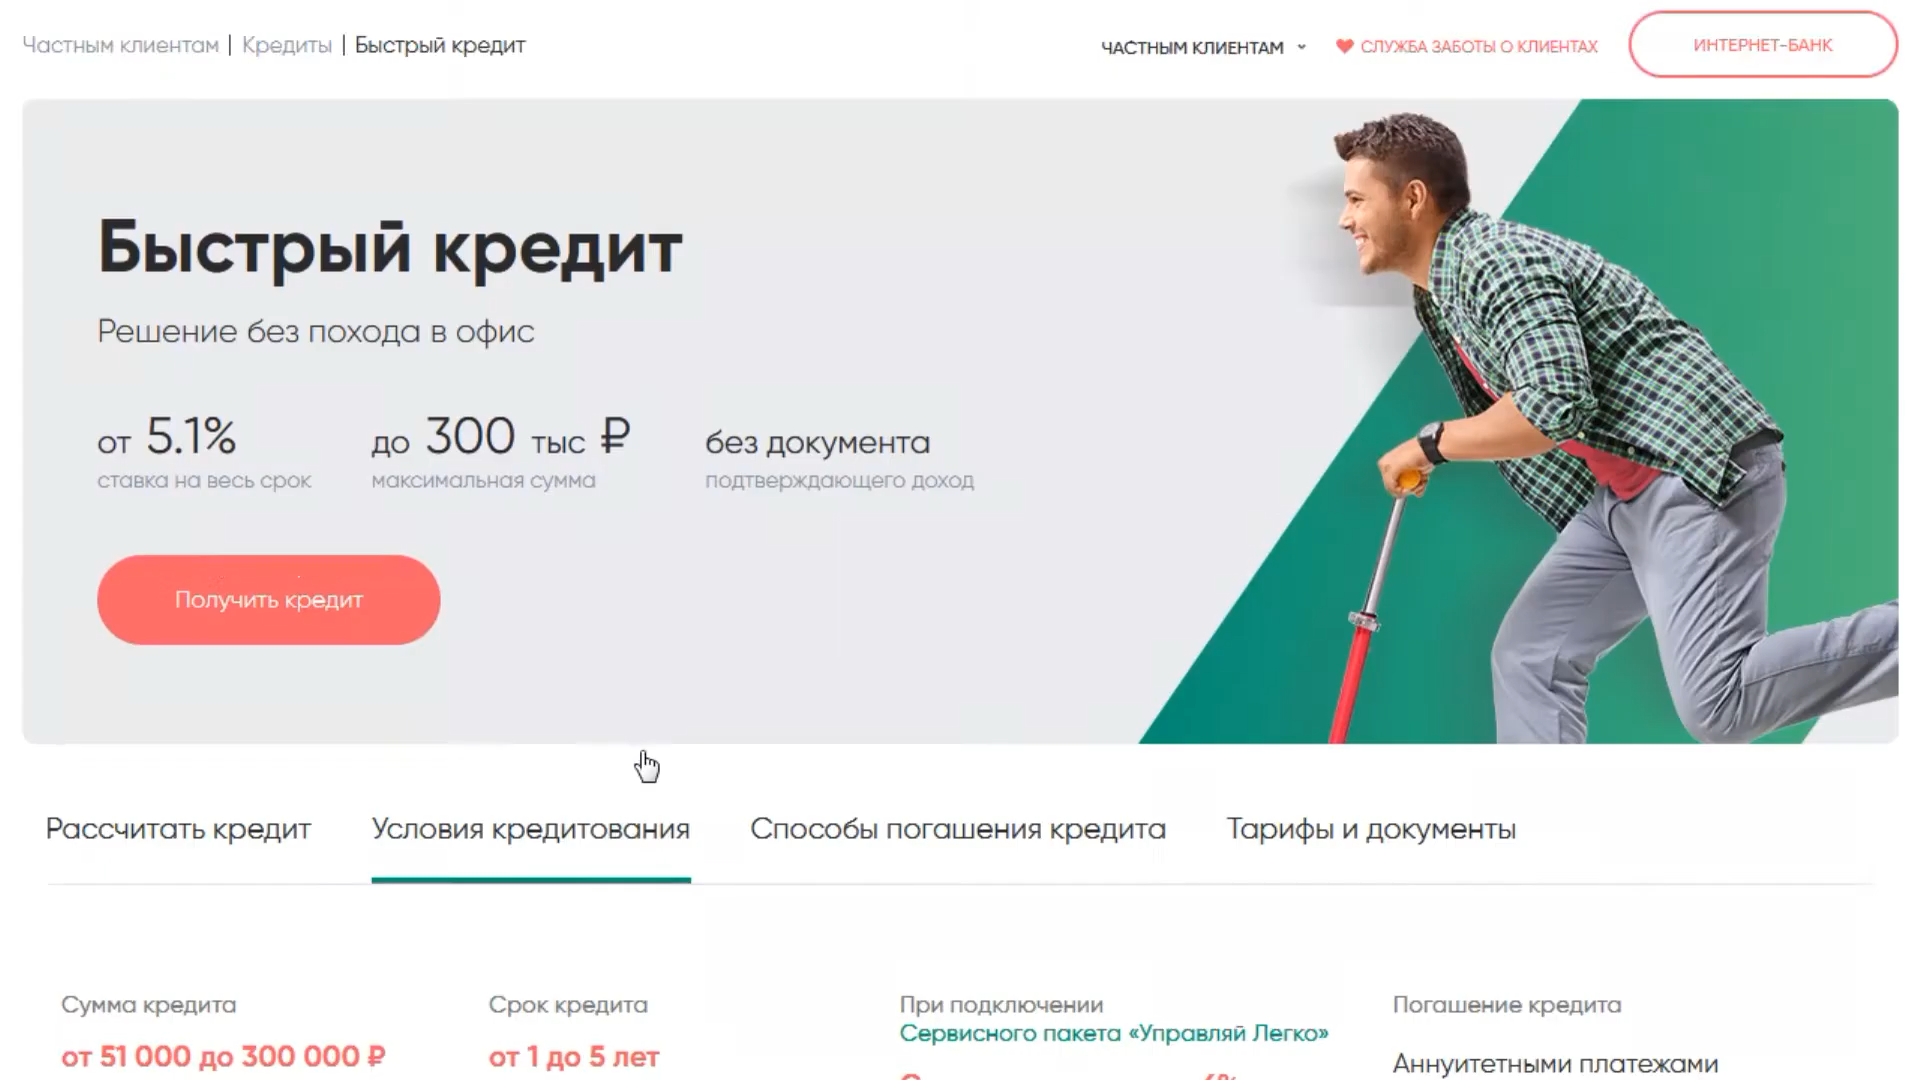 Частным клиентам | Кредиты | Быстрый кредит
ЧАСТНЫМ КЛИЕНТАМ
СЛУЖБА ЗАБОТЫ О КЛИЕНТАХ
ИНТЕРНЕТ-БАНК
Быстрый кредит
Решение без похода в офис
от 5.1%
ставка на весь срок
до 300 тыс ₽
максимальная сумма
без документа
подтверждающего доход
Получить кредит
Рассчитать кредит
Условия кредитования
Способы погашения кредита
Тарифы и документы
Сумма кредита
от 51 000 до 300 000 ₽
Срок кредита
от 1 до 5 лет
При подключении
Сервисного пакета «Управляй Легко»
Погашение кредита
Аннуитетными платежами